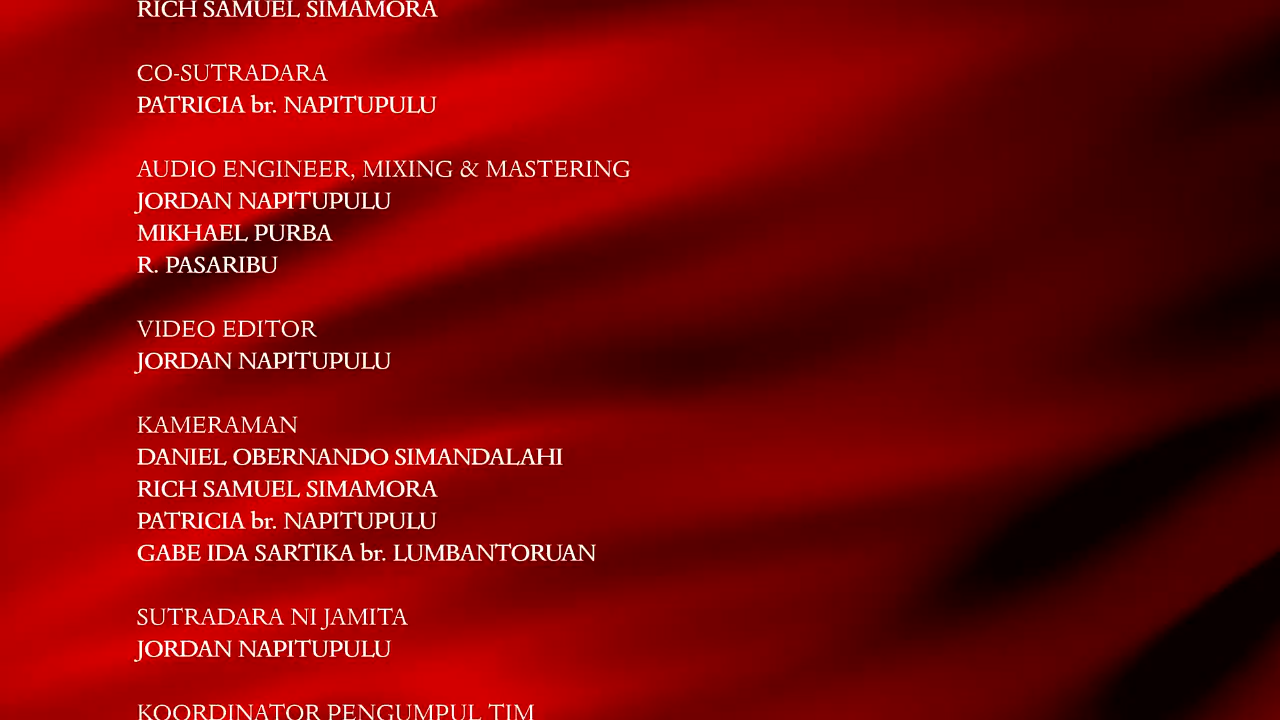 RICH SAMUEL SIMAMORA
CO-SUTRADARA
PATRICIA br. NAPITUPULU
AUDIO ENGINEER, MIXING & MASTERING
JORDAN NAPITUPULU
MIKHAEL PURBA
R. PASARIBU
VIDEO EDITOR
JORDAN NAPITUPULU
KAMERAMAN
DANIEL OBERNANDO SIMANDALAHI
RICH SAMUEL SIMAMORA
PATRICIA br. NAPITUPULU
GABE IDA SARTIKA br. LUMBANTORUAN
SUTRADARA NI JAMITA
JORDAN NAPITUPULU
KOORDINATOR PENGUMPUL TIM